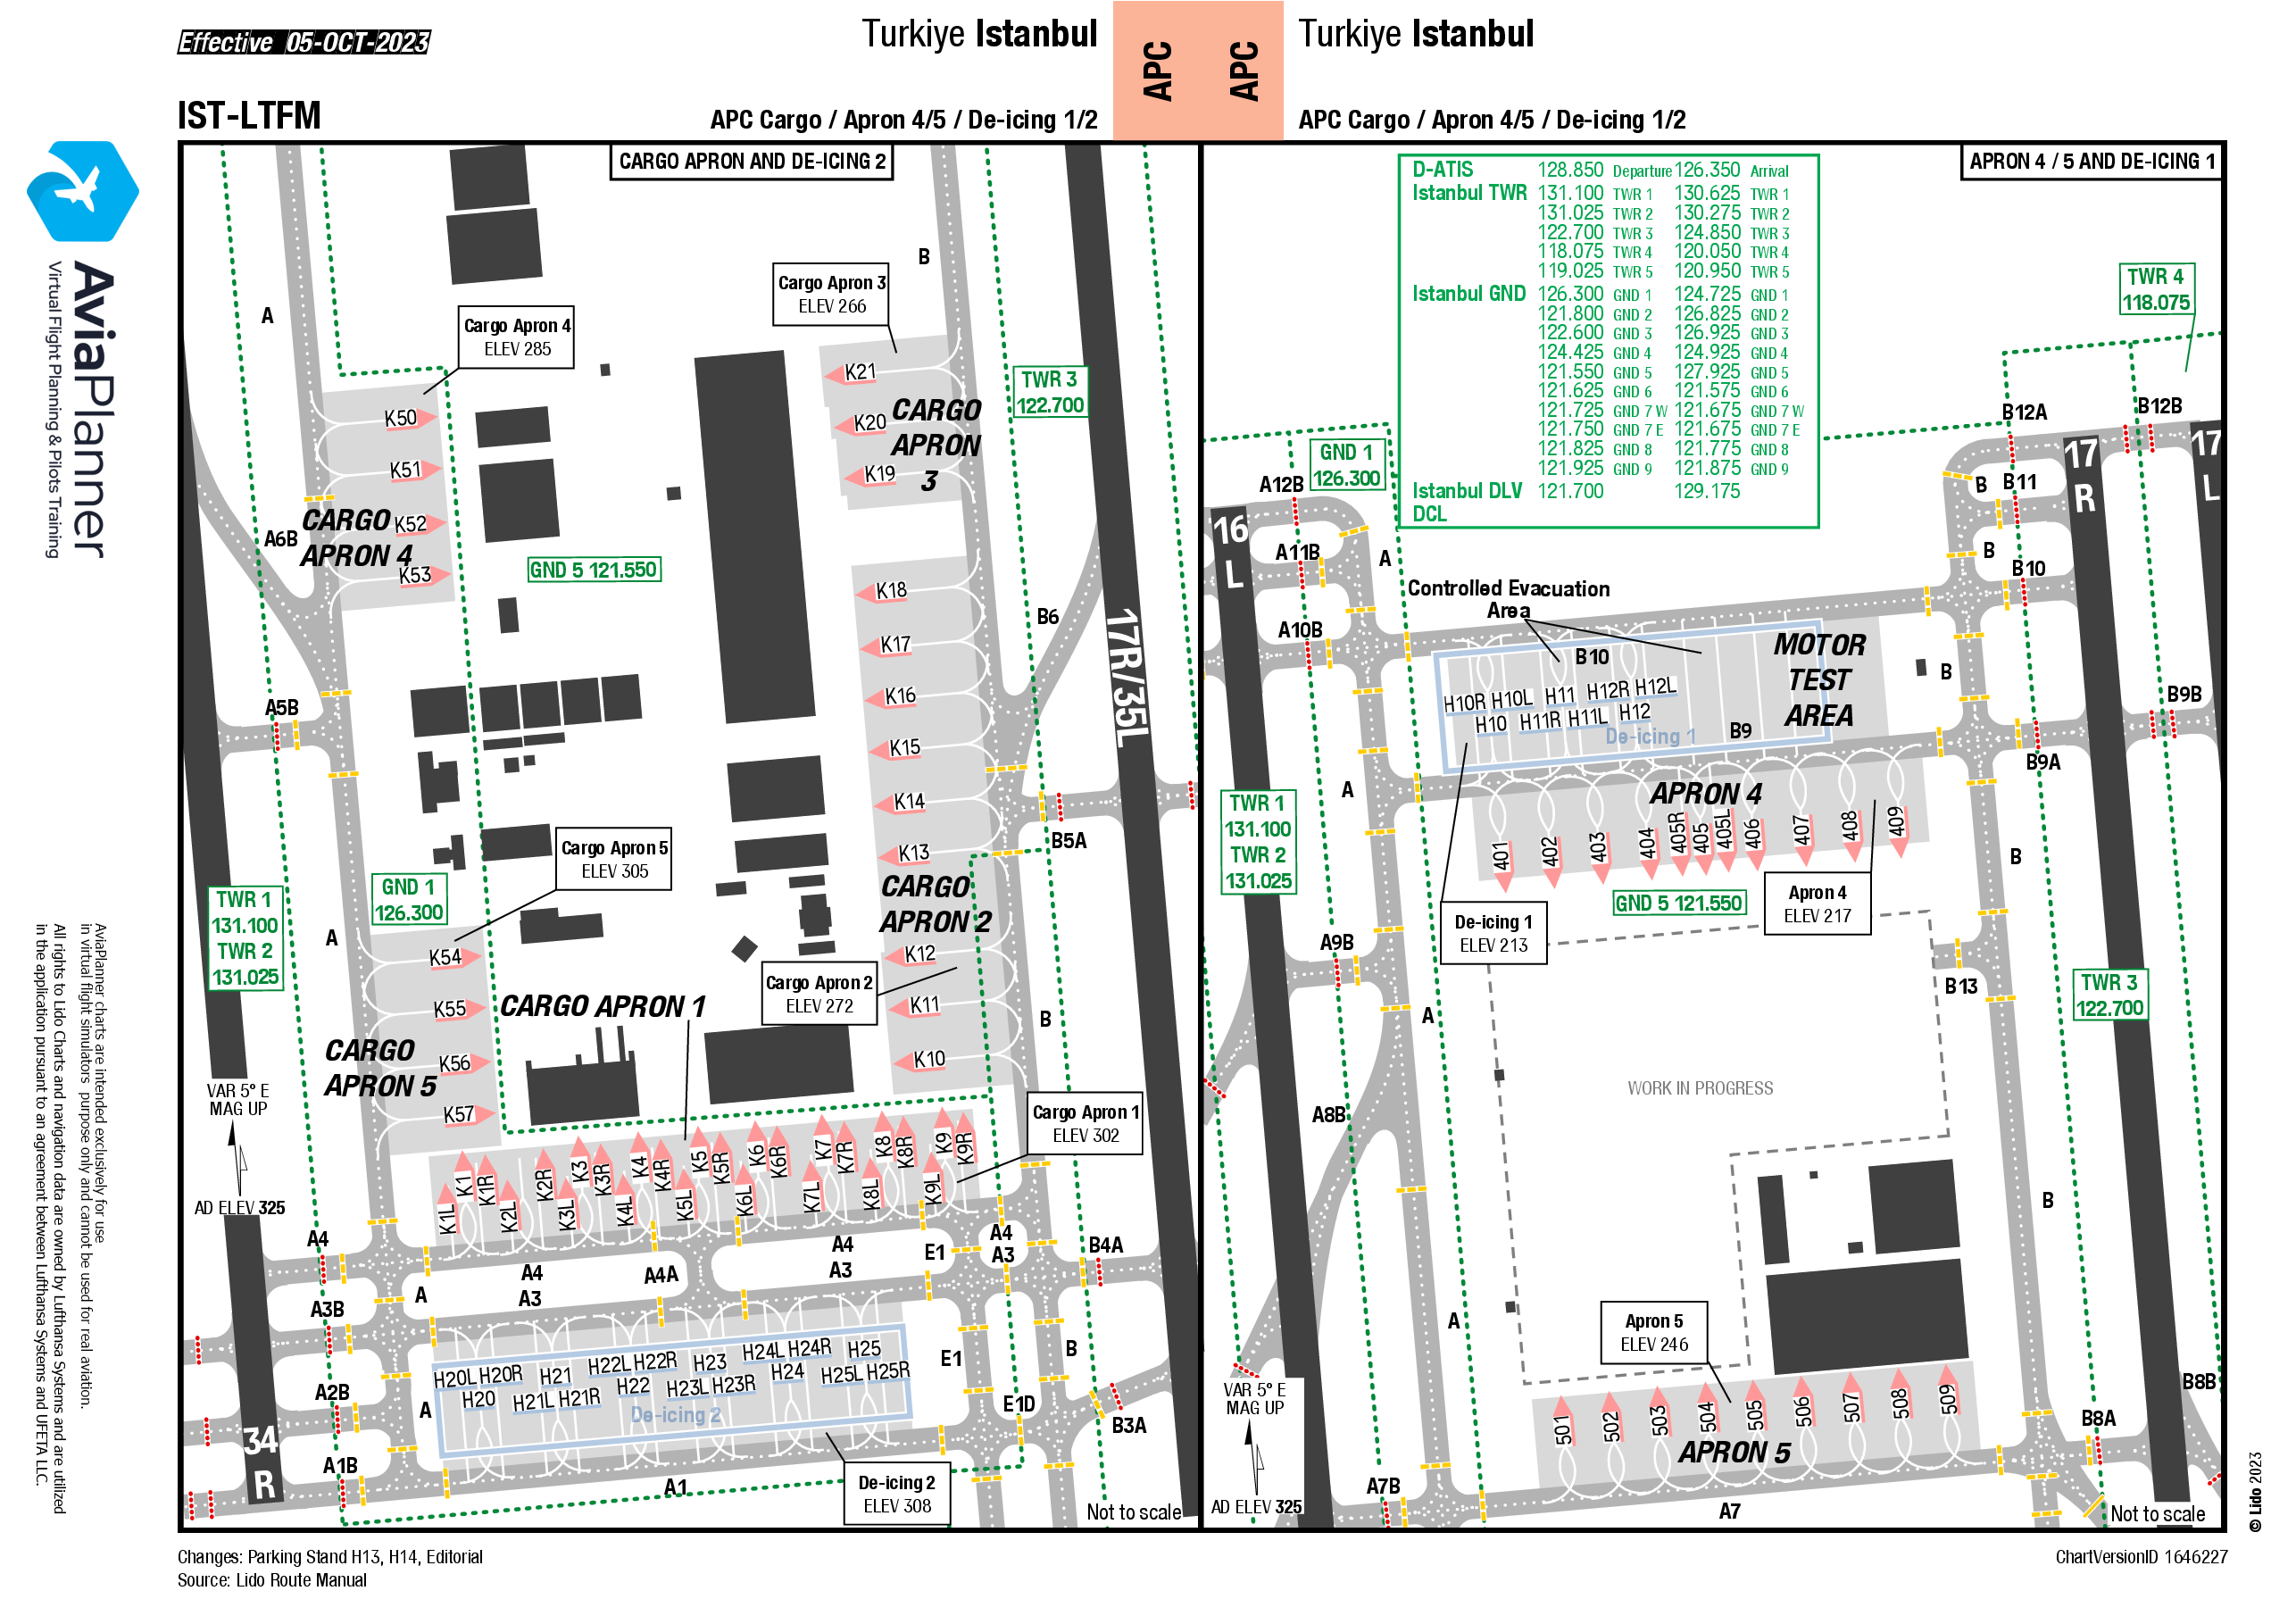 Effective 05-OCT-2023
Turkiye Istanbul
APC
APC
Turkiye Istanbul
IST-LTFM
APC Cargo / Apron 4/5 / De-icing 1/2
APC Cargo / Apron 4/5 / De-icing 1/2
AviaPlanner
Virtual Flight Planning & Pilots Training
AviaPlanner charts are intended exclusively for use
in virtual flight simulators purpose only and cannot be used for real aviation.
All rights to Lido Charts and navigation data are owned by Lufthansa Systems and are utilized
in the application pursuant to an agreement between Lufthansa Systems and UFETA LLC.
CARGO APRON AND DE-ICING 2
B
A
Cargo Apron 3
ELEV 266
Cargo Apron 4
ELEV 285
TWR 3
122.700
K21
K20
K19
CARGO
APRON
3
K50
K51
K52
K53
CARGO
APRON 4
A6B
GND 5 121.550
K18
K17
K16
K15
K14
K13
B6
17R/35L
A5B
B5A
CARGO
APRON 2
K12
K11
K10
Cargo Apron 5
ELEV 305
GND 1
126.300
TWR 1
131.100
TWR 2
131.025
A
K54
K55
K56
K57
CARGO APRON 1
Cargo Apron 2
ELEV 272
B
CARGO
APRON 5
VAR 5° E
MAG UP
AD ELEV 325
Cargo Apron 1
ELEV 302
K1L
K1
K1R
K2L
K2R
K3L
K3
K3R
K4L
K4
K4R
K5L
K5
K5R
K6L
K6
K6R
K7L
K7
K7R
K8L
K8
K8R
K9L
K9
K9R
A4
A4
A3
A4A
A4
A3
E1
A4
A3
B4A
A3B
A
A2B
A
A1B
34
R
H20L
H20R
H21
H22L
H22R
H23
H24L
H24R
H25
H20
H21L
H21R
H22
H23L
H23R
H24
H25L
H25R
De-icing 2
E1
B
E1D
B3A
A1
De-icing 2
ELEV 308
Not to scale
APRON 4 / 5 AND DE-ICING 1
D-ATIS 128.850 Departure 126.350 Arrival
Istanbul TWR 131.100 TWR 1 130.625 TWR 1
131.025 TWR 2 130.275 TWR 2
122.700 TWR 3 124.850 TWR 3
118.075 TWR 4 120.050 TWR 4
119.025 TWR 5 120.950 TWR 5
Istanbul GND 126.300 GND 1 124.725 GND 1
121.800 GND 2 126.825 GND 2
122.600 GND 3 126.925 GND 3
124.425 GND 4 124.925 GND 4
121.550 GND 5 127.925 GND 5
121.625 GND 6 121.575 GND 6
121.725 GND 7 W 121.675 GND 7 W
121.750 GND 7 E 121.675 GND 7 E
121.825 GND 8 121.775 GND 8
121.925 GND 9 121.875 GND 9
Istanbul DLV 121.700 129.175
DCL
TWR 4
118.075
B12A
B12B
17
R
17
L
GND 1
126.300
A12B
16
L
A11B
A
A10B
B
B11
B
B10
Controlled Evacuation
Area
B10
MOTOR
TEST
AREA
B
B9B
H10R
H10L
H11
H12R
H12L
H10
H11R
H11L
H12
De-icing 1
B9
B9A
A
APRON 4
401
402
403
404
405R
405
405L
406
407
408
409
B
TWR 1
131.100
TWR 2
131.025
GND 5 121.550
Apron 4
ELEV 217
De-icing 1
ELEV 213
A9B
A
B13
TWR 3
122.700
WORK IN PROGRESS
A8B
B
A
Apron 5
ELEV 246
VAR 5° E
MAG UP
AD ELEV 325
501
502
503
504
505
506
507
508
509
APRON 5
B8B
B8A
A7B
A7
Not to scale
© Lido 2023
Changes: Parking Stand H13, H14, Editorial
Source: Lido Route Manual
ChartVersionID 1646227